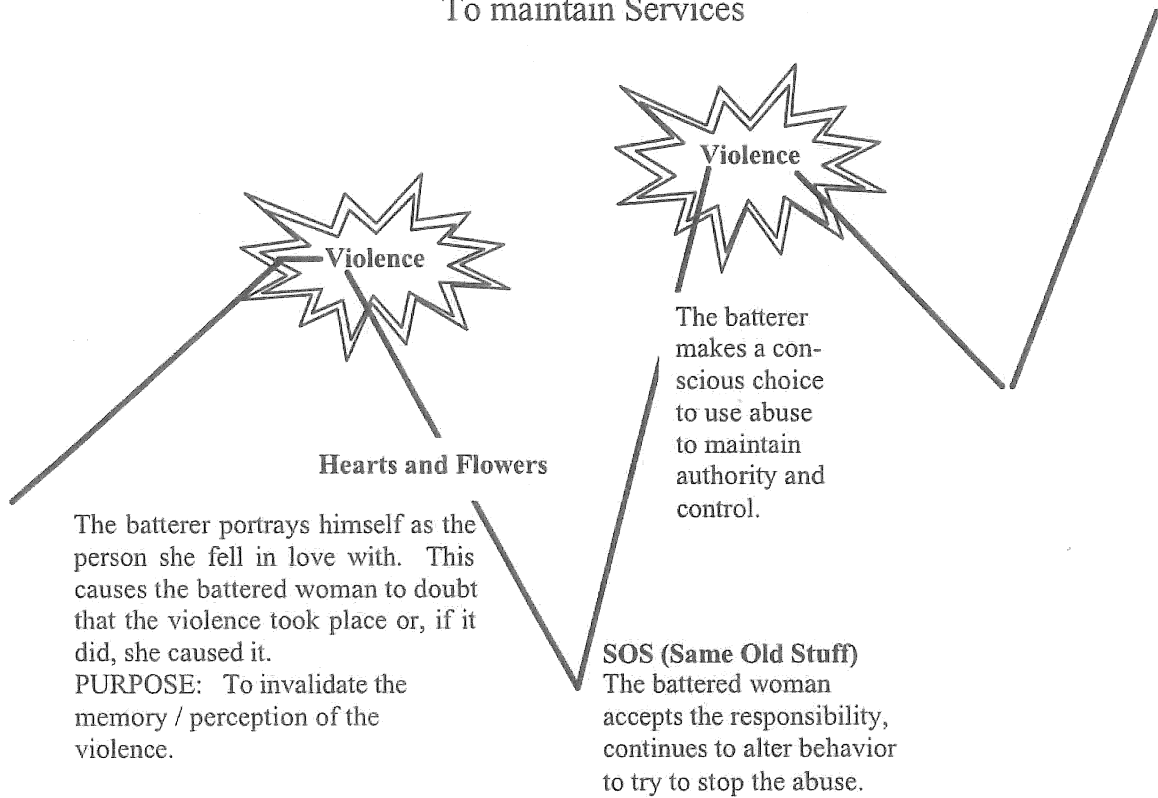 To maintain Services
Violence
Violence
The batterer
makes a con-
scious choice
to use abuse
to maintain
authority and
control.
Hearts and Flowers
The batterer portrays himself as the
person she fell in love with. This
causes the battered woman to doubt
that the violence took place or, if it
did, she caused it.
PURPOSE: To invalidate the
memory / perception of the
violence.
SOS (Same Old Stuff)
The battered woman
accepts the responsibility,
continues to alter behavior
to try to stop the abuse.